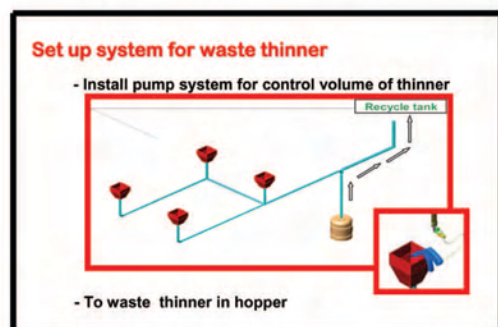 Set up system for waste thinner
- Install pump system for control volume of thinner
Recycle tank
- To waste thinner in hopper